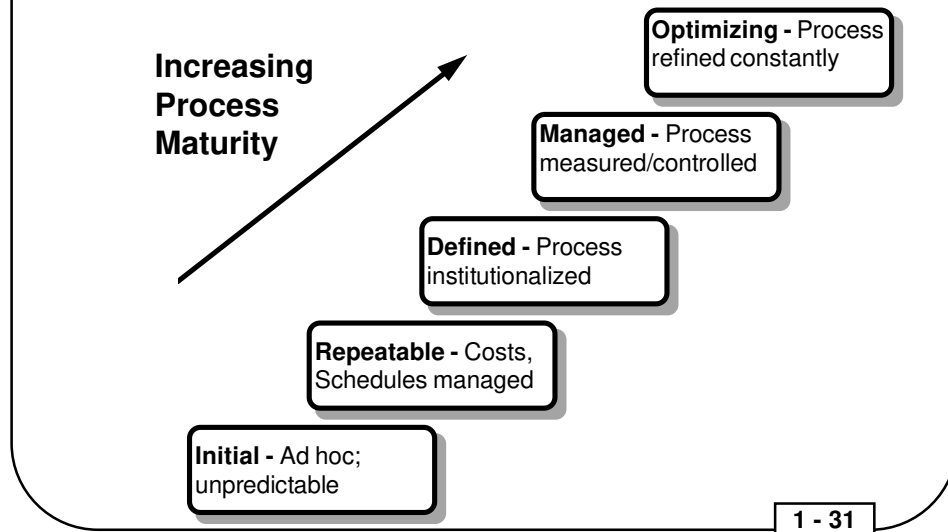 Increasing
Process
Maturity
Optimizing - Process
refined constantly
Managed - Process
measured/controlled
Defined - Process
institutionalized
Repeatable - Costs,
Schedules managed
Initial - Ad hoc;
unpredictable
1 - 31